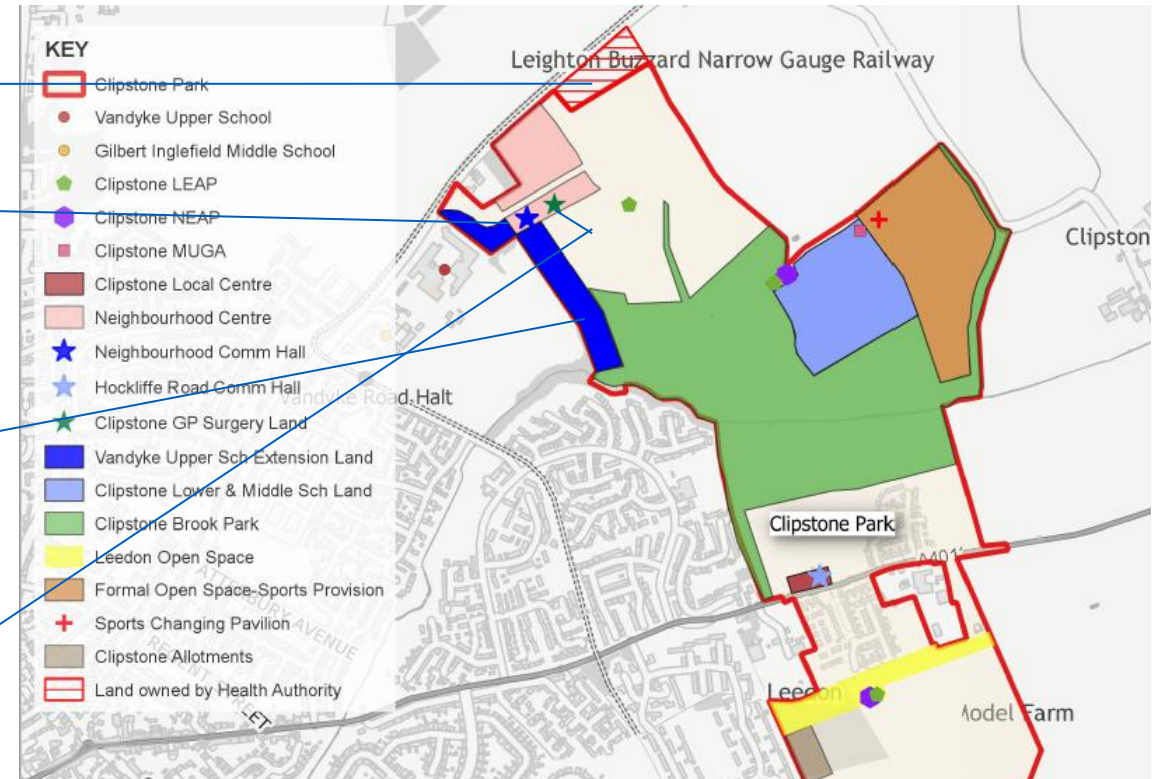 KEY
Clipstone Park
Vandyke Upper School
Gilbert Inglefield Middle School
Clipstone LEAP
Clipstone NEAP
Clipstone MUGA
Clipstone Local Centre
Neighbourhood Centre
Neighbourhood Comm Hall
Hockliffe Road Comm Hall
Clipstone GP Surgery Land
Vandyke Upper Sch Extension Land
Clipstone Lower & Middle Sch Land
Clipstone Brook Park
Leedon Open Space
Formal Open Space-Sports Provision
Sports Changing Pavilion
Clipstone Allotments
Land owned by Health Authority
Leighton Buzzard Narrow Gauge Railway
Clipston
Vandyke Road Halt
Clipstone Park
Leedon
Model Farm
ATTERBURY AVENUE
REGENT STREET